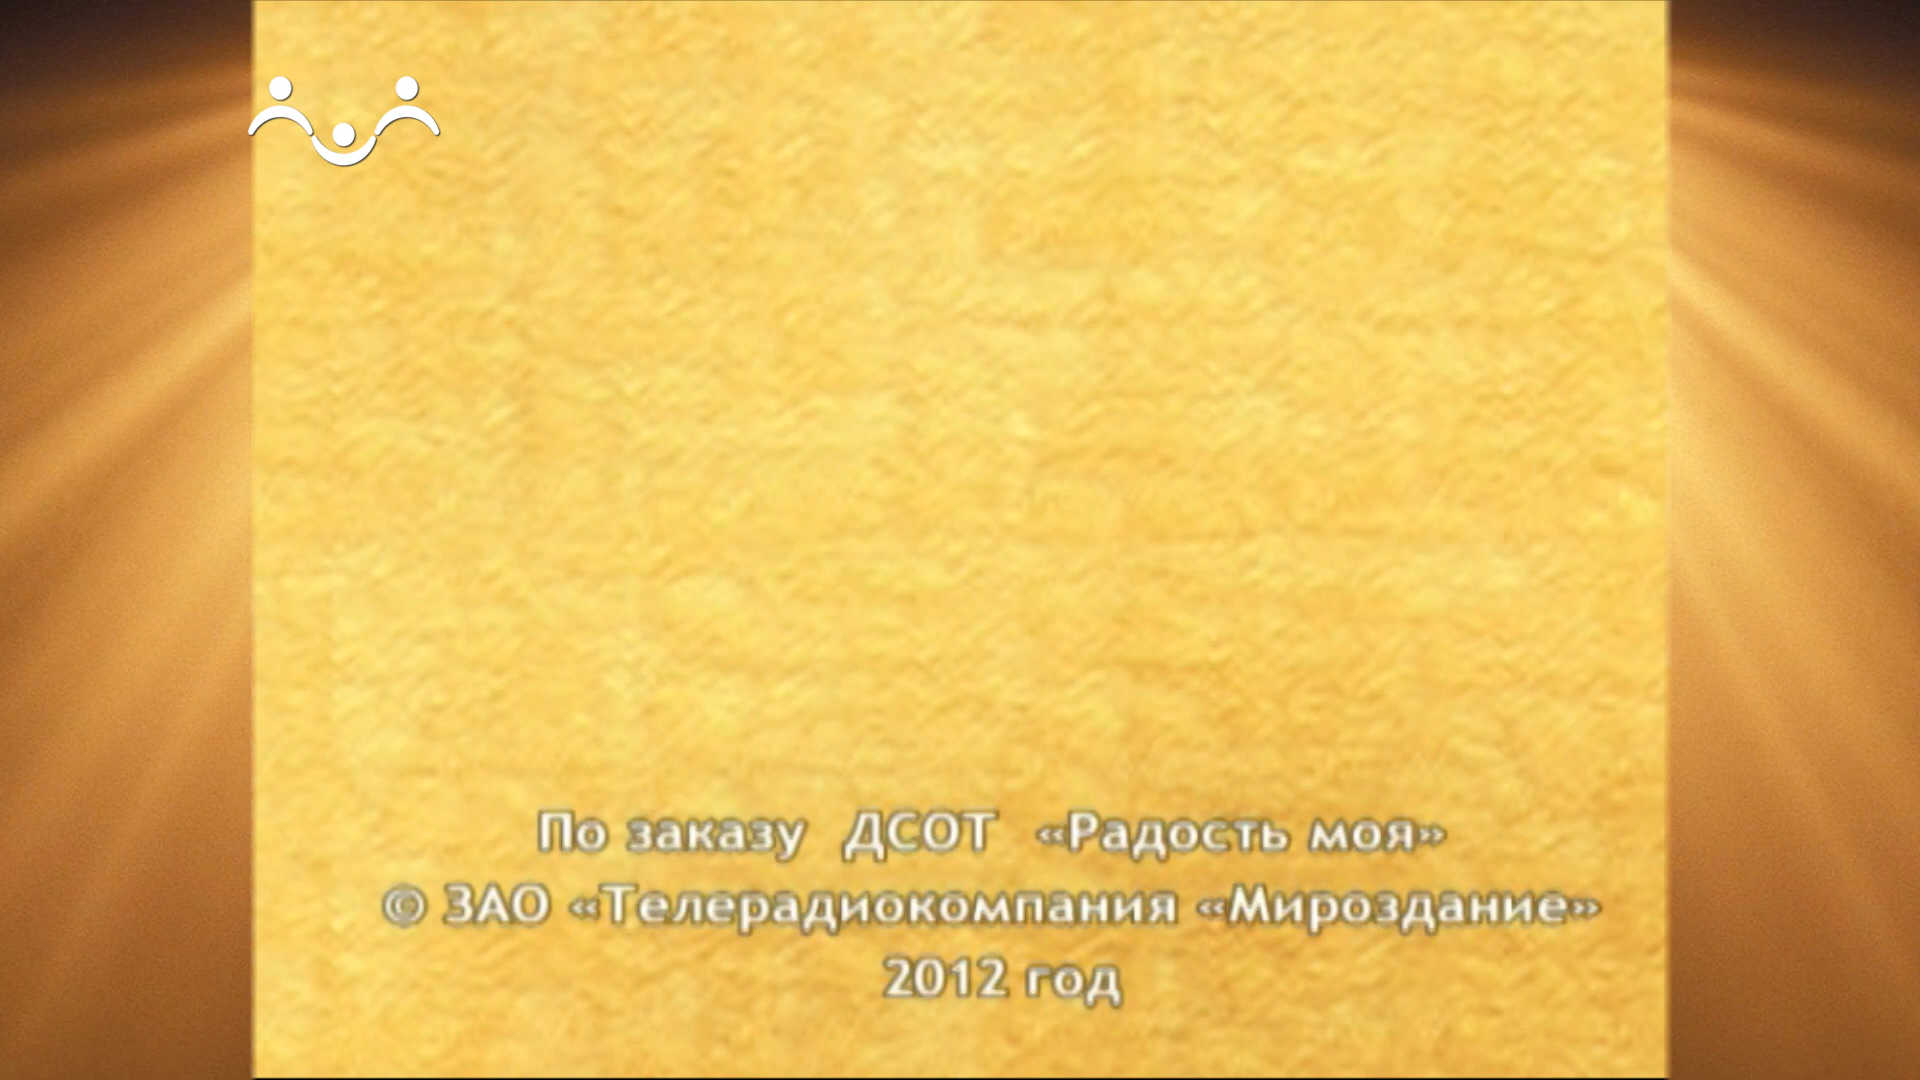 По заказу ДСОТ «Радость моя»
© ЗАО «Телерадиокомпания «Мироздание»
2012 год